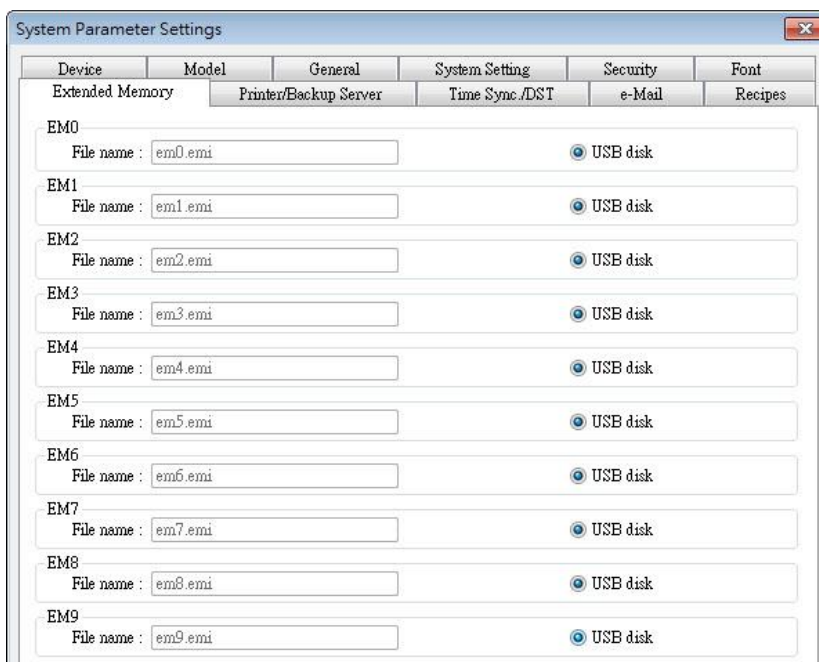 System Parameter Settings
Device Model General System Setting Security Font
Extended Memory Printer/Backup Server Time Sync./DST e-Mail Recipes
EM0
File name : em0.emi USB disk
EM1
File name : em1.emi USB disk
EM2
File name : em2.emi USB disk
EM3
File name : em3.emi USB disk
EM4
File name : em4.emi USB disk
EM5
File name : em5.emi USB disk
EM6
File name : em6.emi USB disk
EM7
File name : em7.emi USB disk
EM8
File name : em8.emi USB disk
EM9
File name : em9.emi USB disk